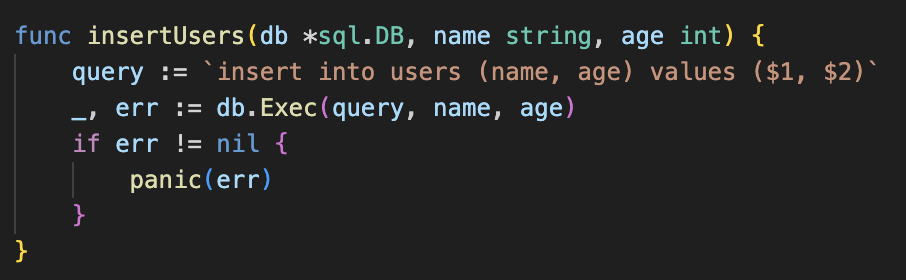 func insertUsers(db *sql.DB, name string, age int) {
    query := `insert into users (name, age) values ($1, $2)`
    _, err := db.Exec(query, name, age)
    if err != nil {
        panic(err)
    }
}